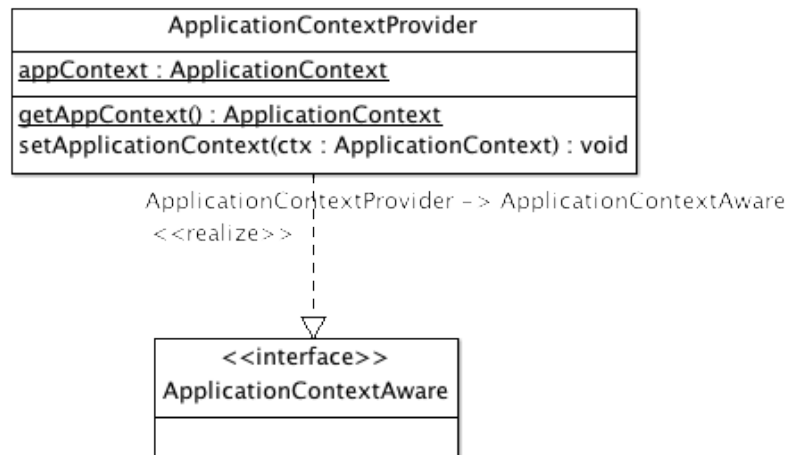 ApplicationContextProvider
appContext : ApplicationContext
getAppContext() : ApplicationContext
setApplicationContext(ctx : ApplicationContext) : void
ApplicationContextProvider -> ApplicationContextAware
<<realize>>
<<interface>>
ApplicationContextAware